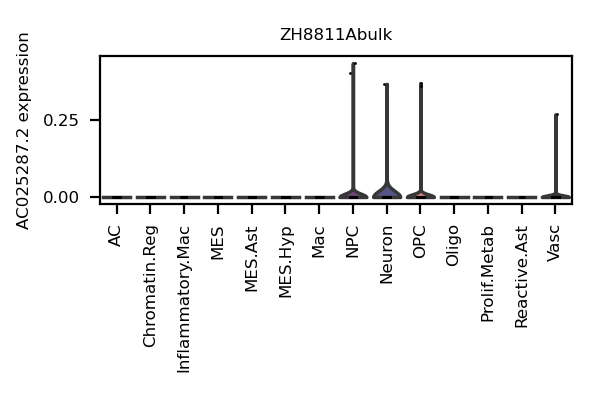 ZH8811Abulk
AC025287.2 expression
0.25
0.00
AC
Chromatin.Reg
Inflammatory.Mac
MES
MES.Ast
MES.Hyp
Mac
NPC
Neuron
OPC
Oligo
Prolif.Metab
Reactive.Ast
Vasc